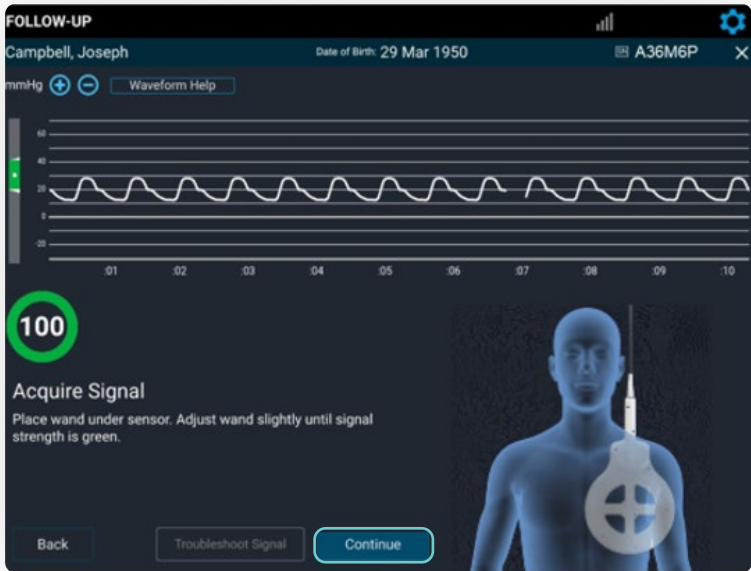 FOLLOW-UP
Campbell, Joseph Date of Birth: 29 Mar 1950 SN A36M6P
mmHg Waveform Help
60
40
20
0
-20
:01 :02 :03 :04 :05 :06 :07 :08 :09 :10
100
Acquire Signal
Place wand under sensor. Adjust wand slightly until signal
strength is green.
Back Troubleshoot Signal Continue